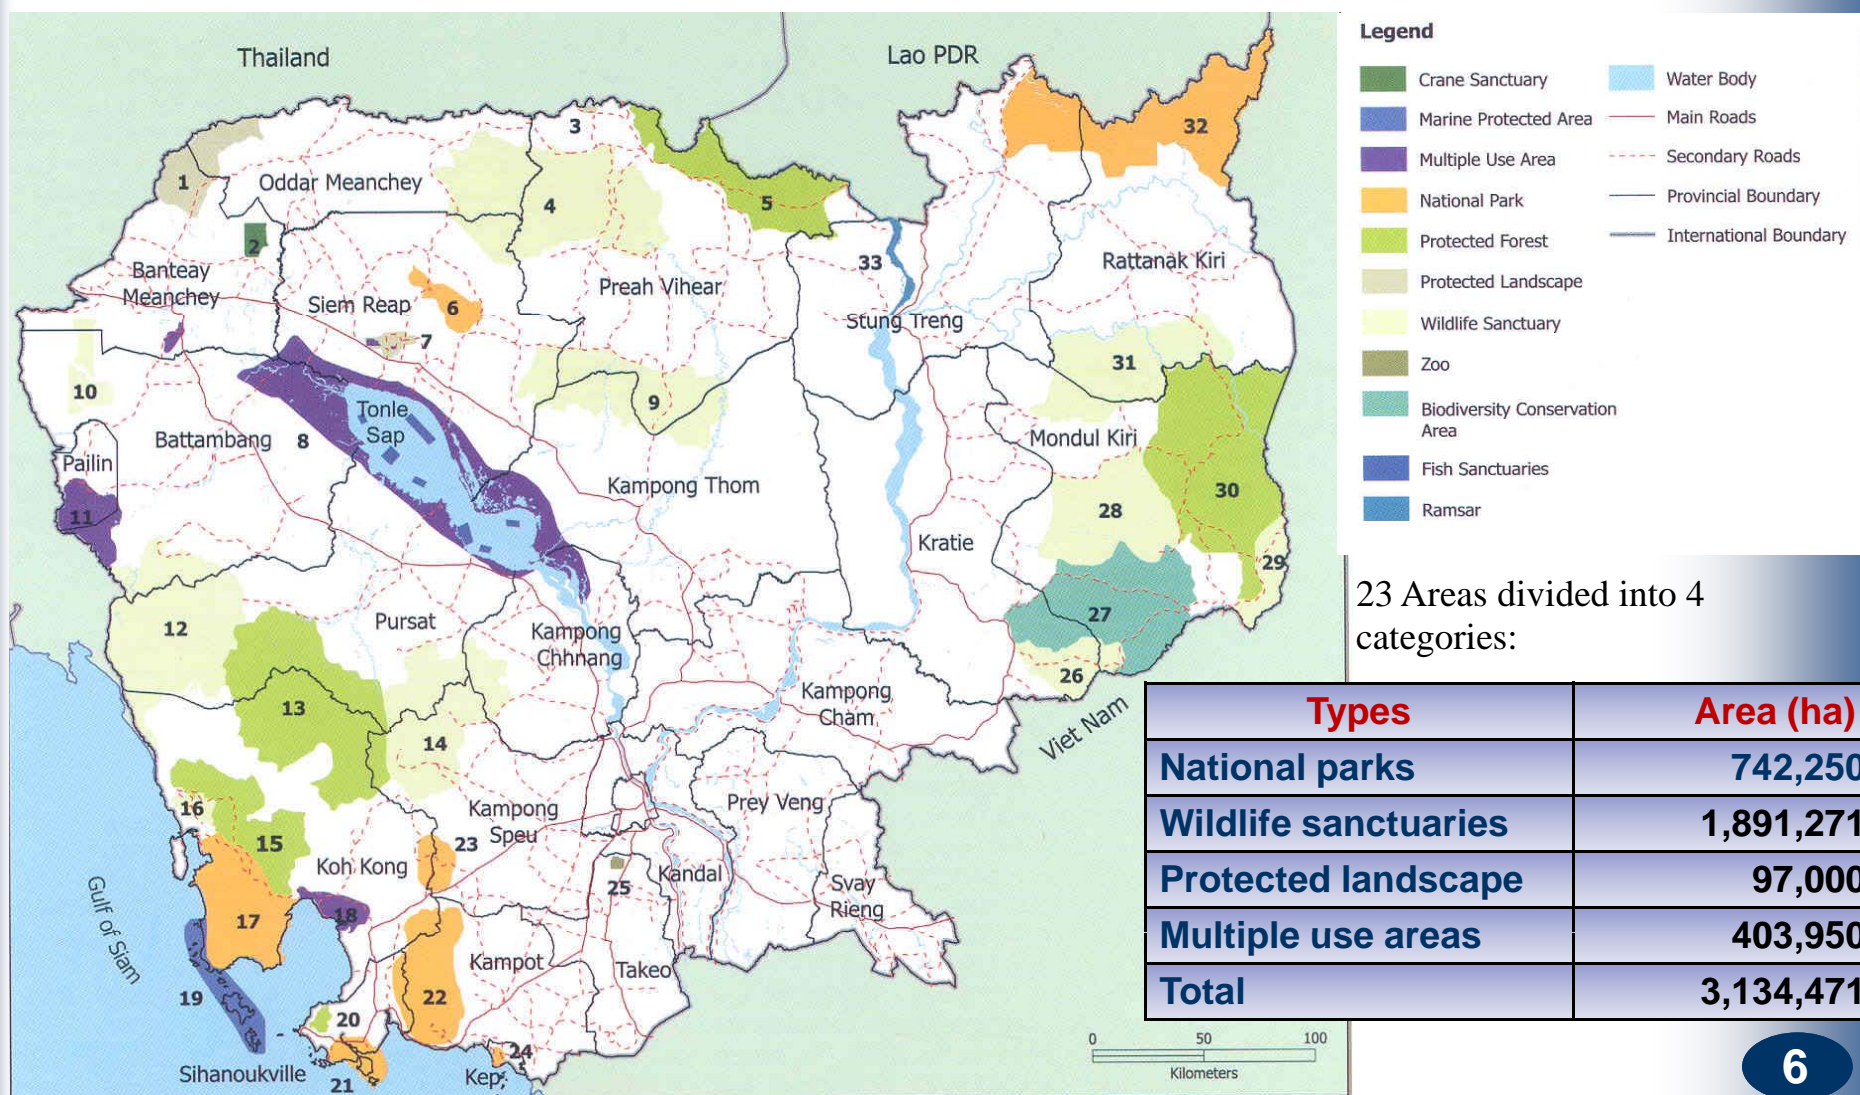 Thailand
Lao PDR
3
32
1
Oddar Meanchey
4
5
2
33
Banteay
Meanchey
Rattanak Kiri
Siem Reap
6
Preah Vihear
7
Stung Treng
31
10
9
Tonle
Sap
Battambang
8
Mondul Kiri
Pailin
Kampong Thom
30
11
28
Kratie
29
12
Pursat
Kampong
Chhnang
27
26
13
Kampong
Cham
14
Viet Nam
16
Kampong
Speu
Prey Veng
15
23
Koh Kong
25
Kandal
Svay
Rieng
Gulf of Siam
17
18
Kampot
Takeo
19
22
20
24
Sihanoukville
21
Kep
0 50 100
Kilometers
Legend
Crane Sanctuary
Marine Protected Area
Multiple Use Area
National Park
Protected Forest
Protected Landscape
Wildlife Sanctuary
Zoo
Biodiversity Conservation
Area
Fish Sanctuaries
Ramsar
Water Body
Main Roads
Secondary Roads
Provincial Boundary
International Boundary
23 Areas divided into 4
categories:
Types Area (ha)
National parks 742,250
Wildlife sanctuaries 1,891,271
Protected landscape 97,000
Multiple use areas 403,950
Total 3,134,471
6